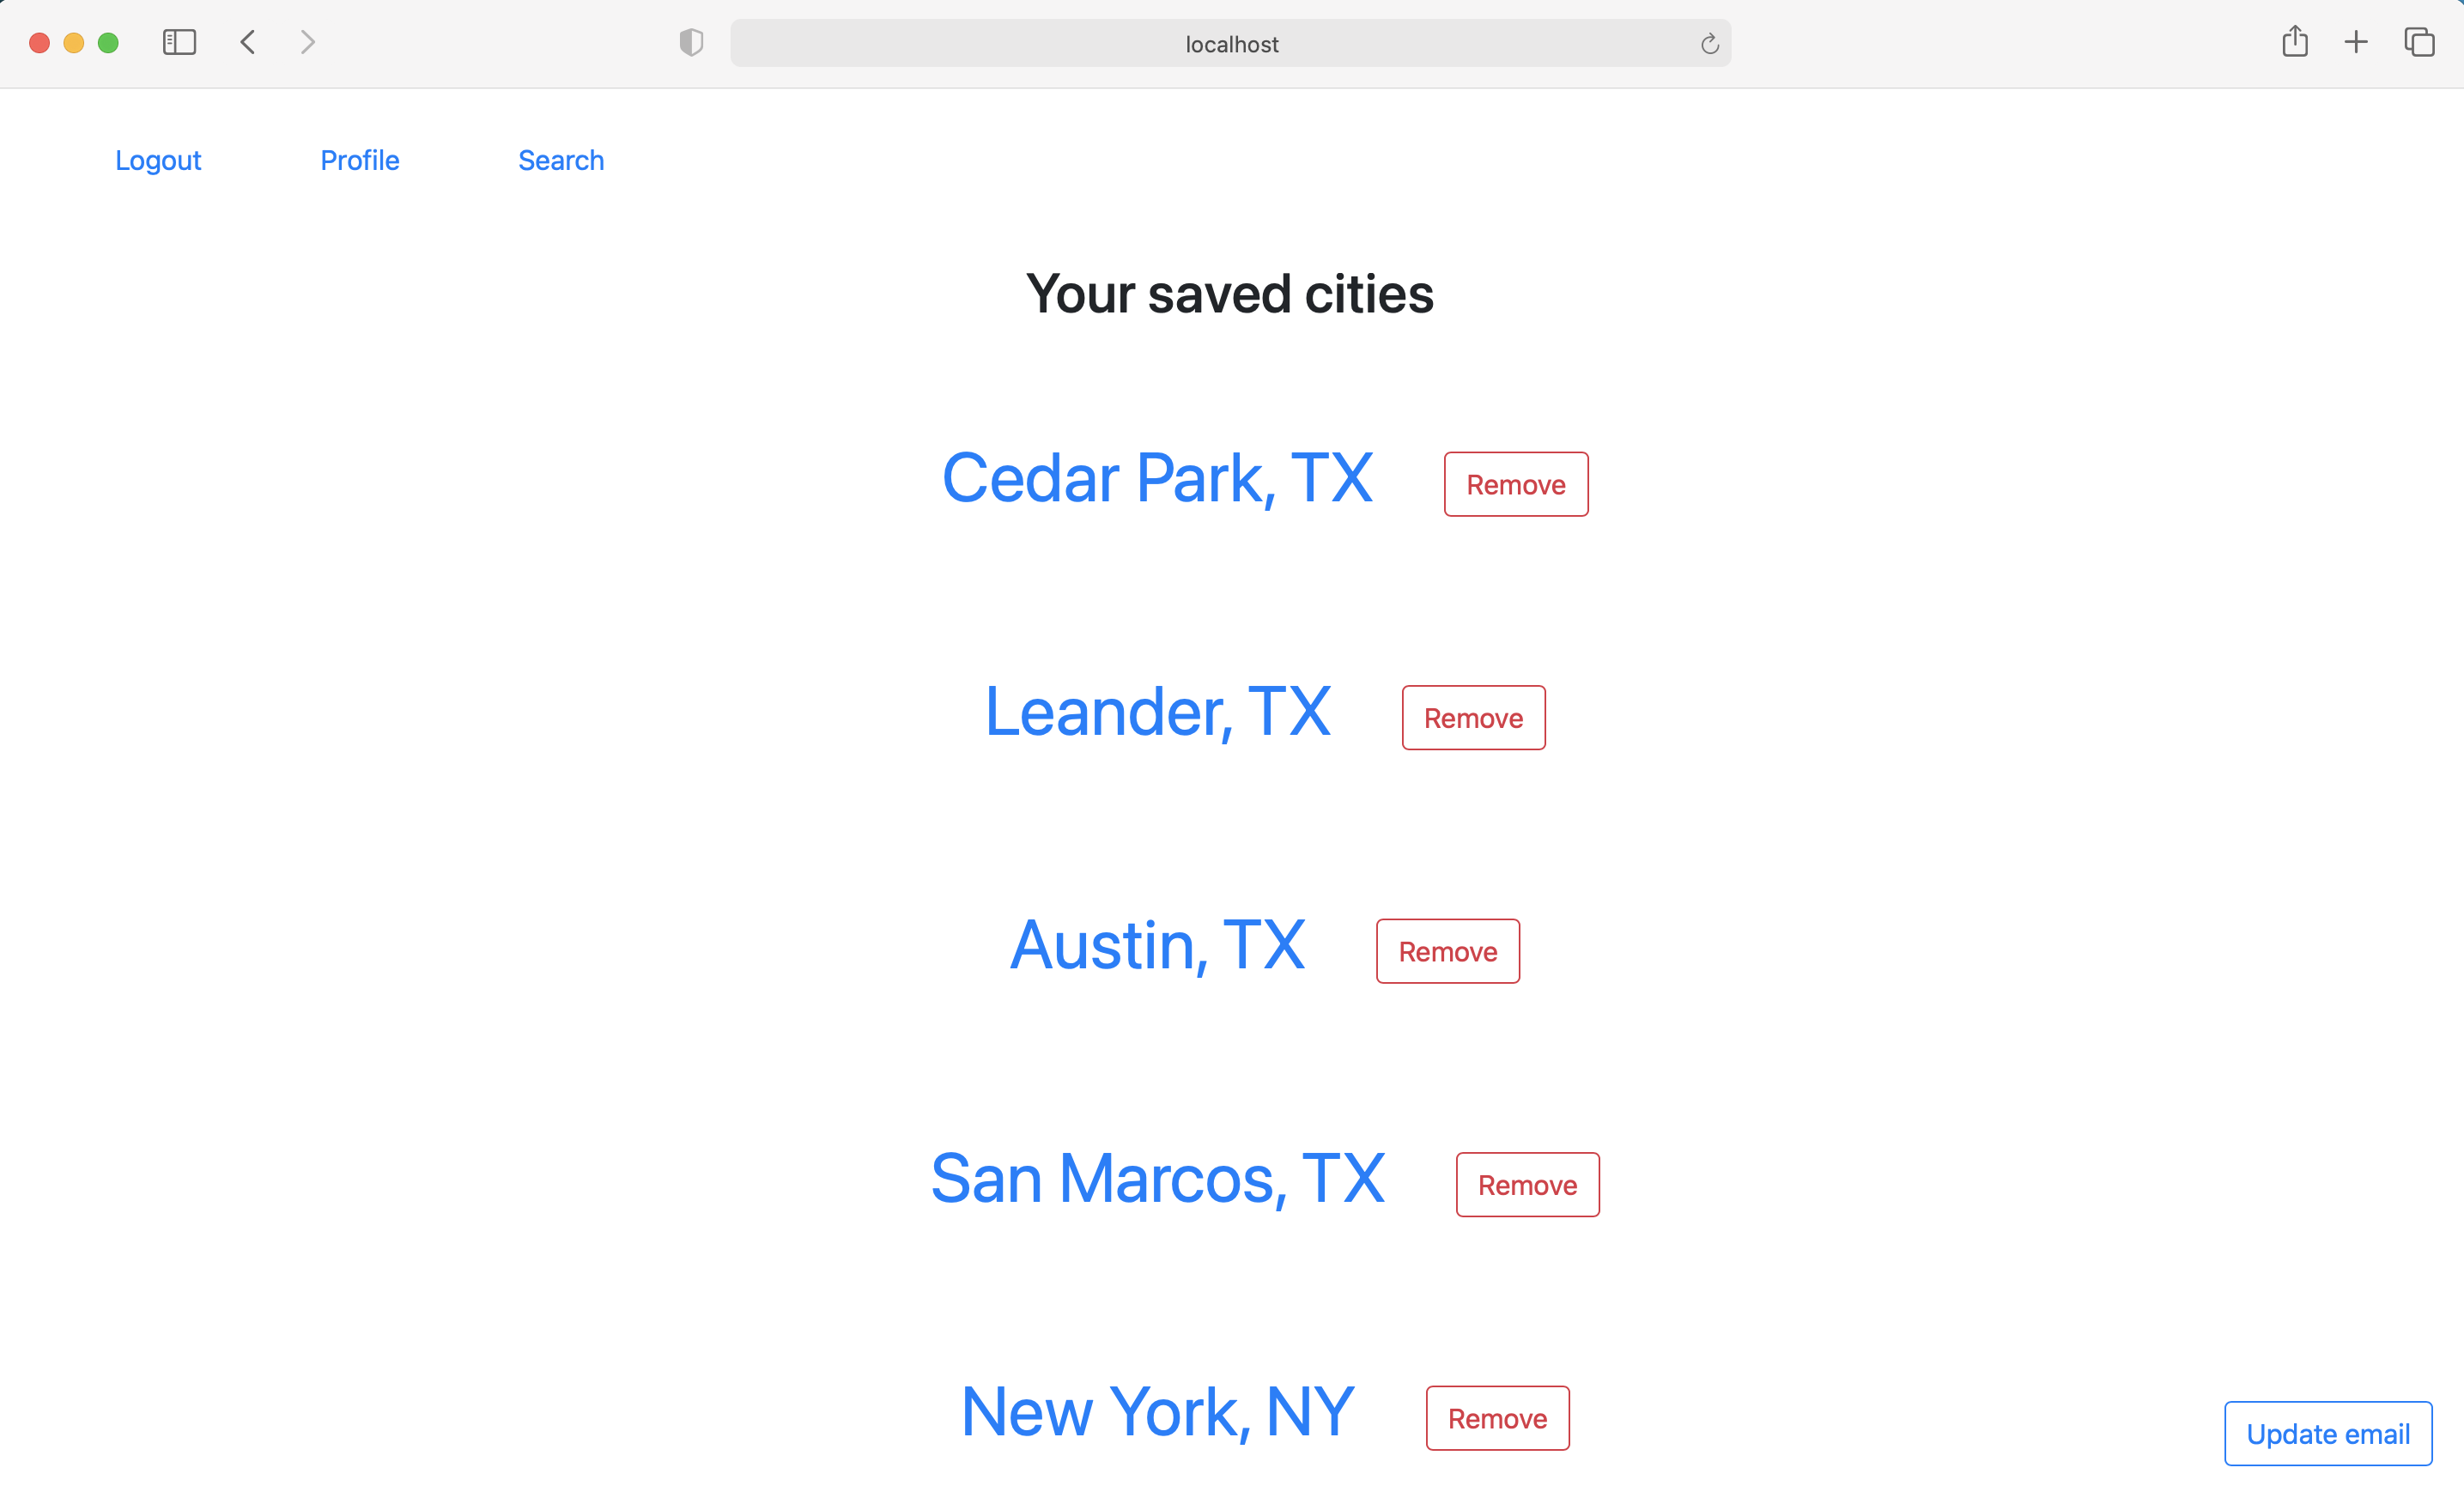 localhost
Logout Profile Search
Your saved cities
Cedar Park, TX Remove
Leander, TX Remove
Austin, TX Remove
San Marcos, TX Remove
New York, NY Remove
Update email